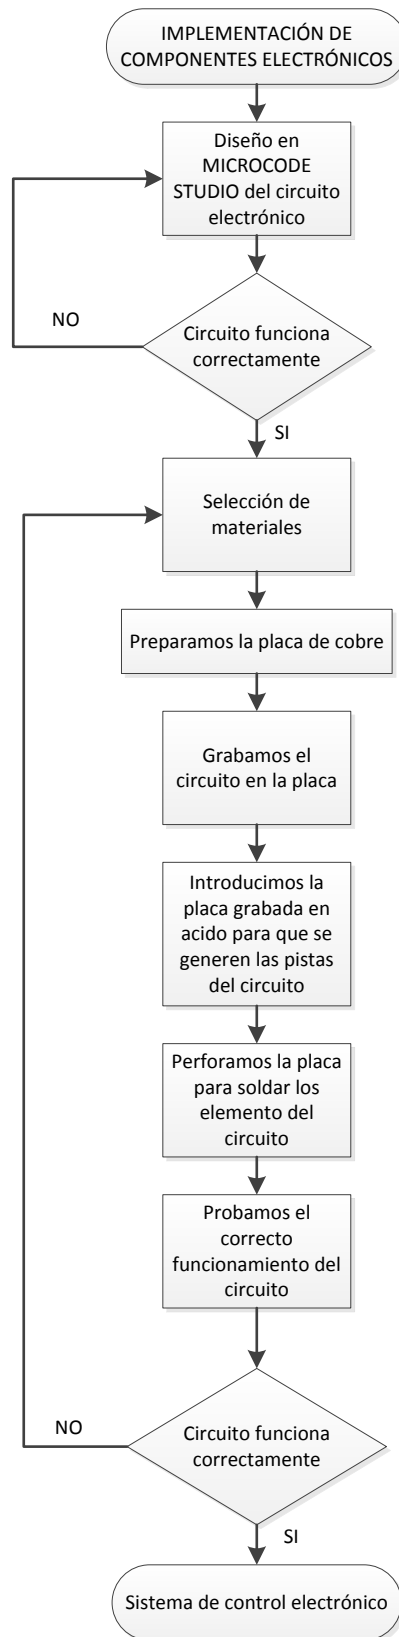 IMPLEMENTACIÓN DE
COMPONENTES ELECTRÓNICOS
Diseño en
MICROCODE
STUDIO del circuito
electrónico
NO
Circuito funciona
correctamente
SI
Selección de
materiales
Preparamos la placa de cobre
Grabamos el
circuito en la placa
Introducimos la
placa grabada en
acido para que se
generen las pistas
del circuito
Perforamos la placa
para soldar los
elemento del
circuito
Probamos el
correcto
funcionamiento del
circuito
NO
Circuito funciona
correctamente
SI
Sistema de control electrónico